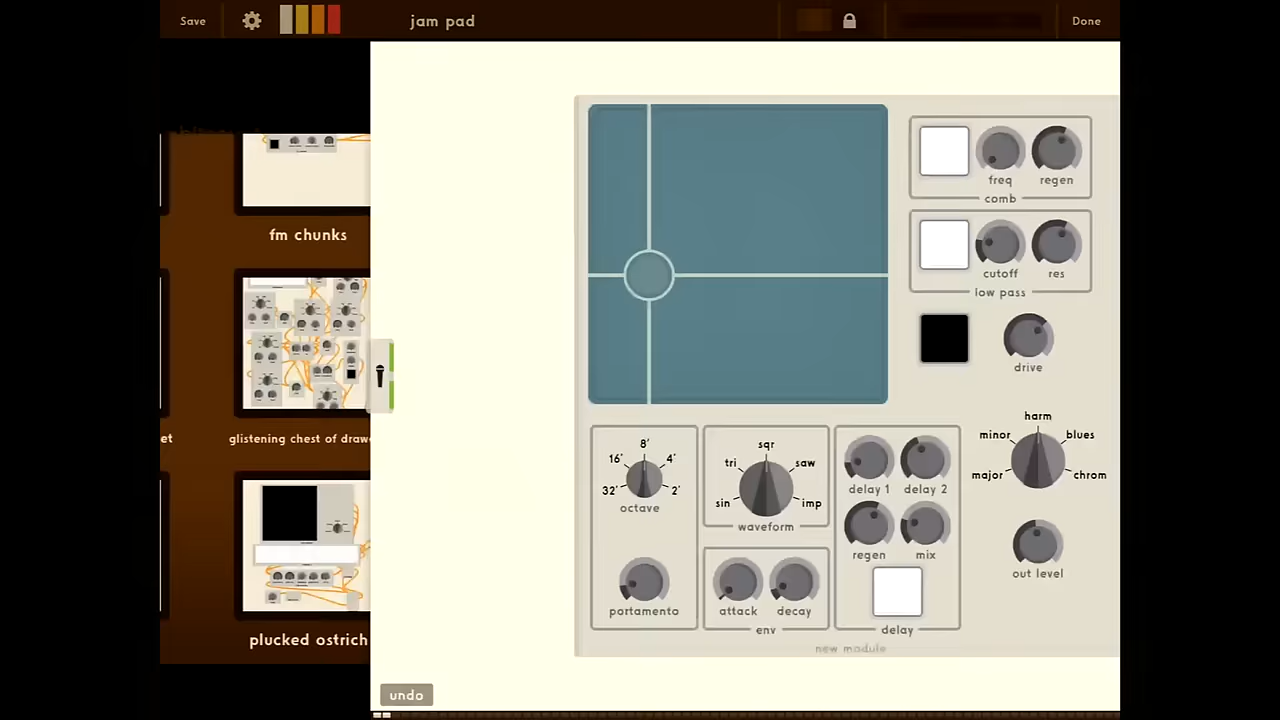 Save
jam pad
Done
fm chunks
et
glistening chest of draw
plucked ostrich
freq regen
comb
cutoff res
low pass
drive
8'
16' 4'
32' 2'
octave
portamento
sqr
tri saw
sin imp
waveform
attack decay
env
delay 1 delay 2
regen mix
delay
harm
minor blues
major chrom
out level
new module
undo